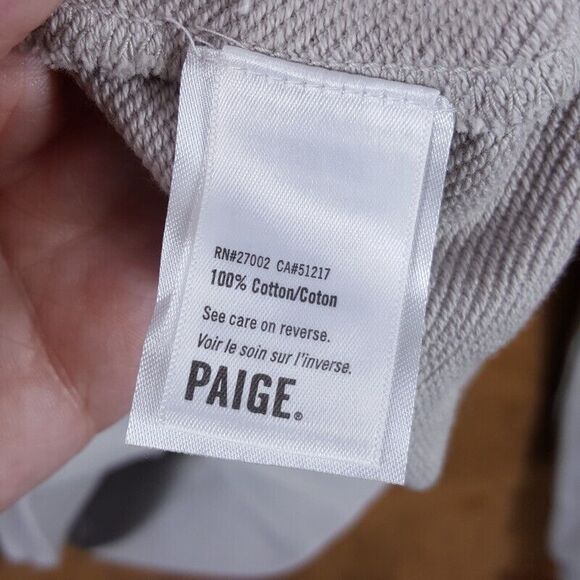 RN#27002 CA#51217
100% Cotton/Coton
See care on reverse.
Voir le soin sur l'inverse.
PAIGE®